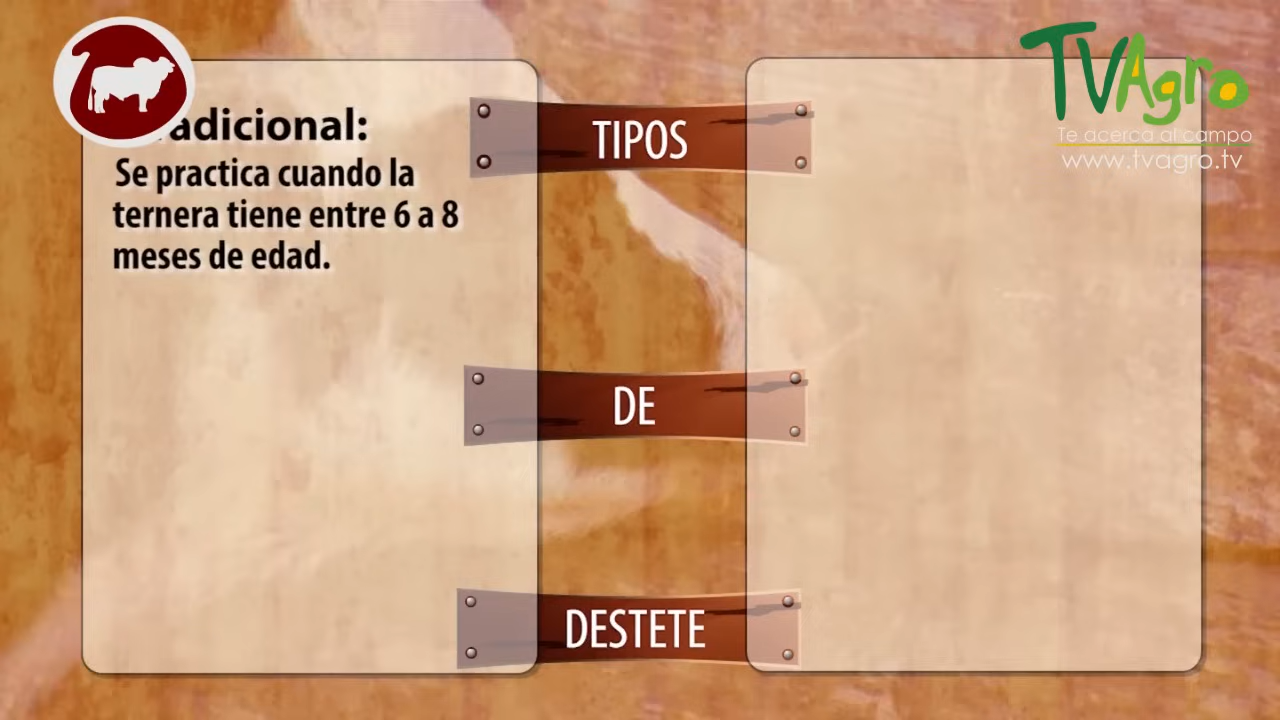 Tradicional:
Se practica cuando la
ternera tiene entre 6 a 8
meses de edad.
TIPOS
DE
DESTETE
TVAgro
Te acerca al campo
www.tvagro.tv